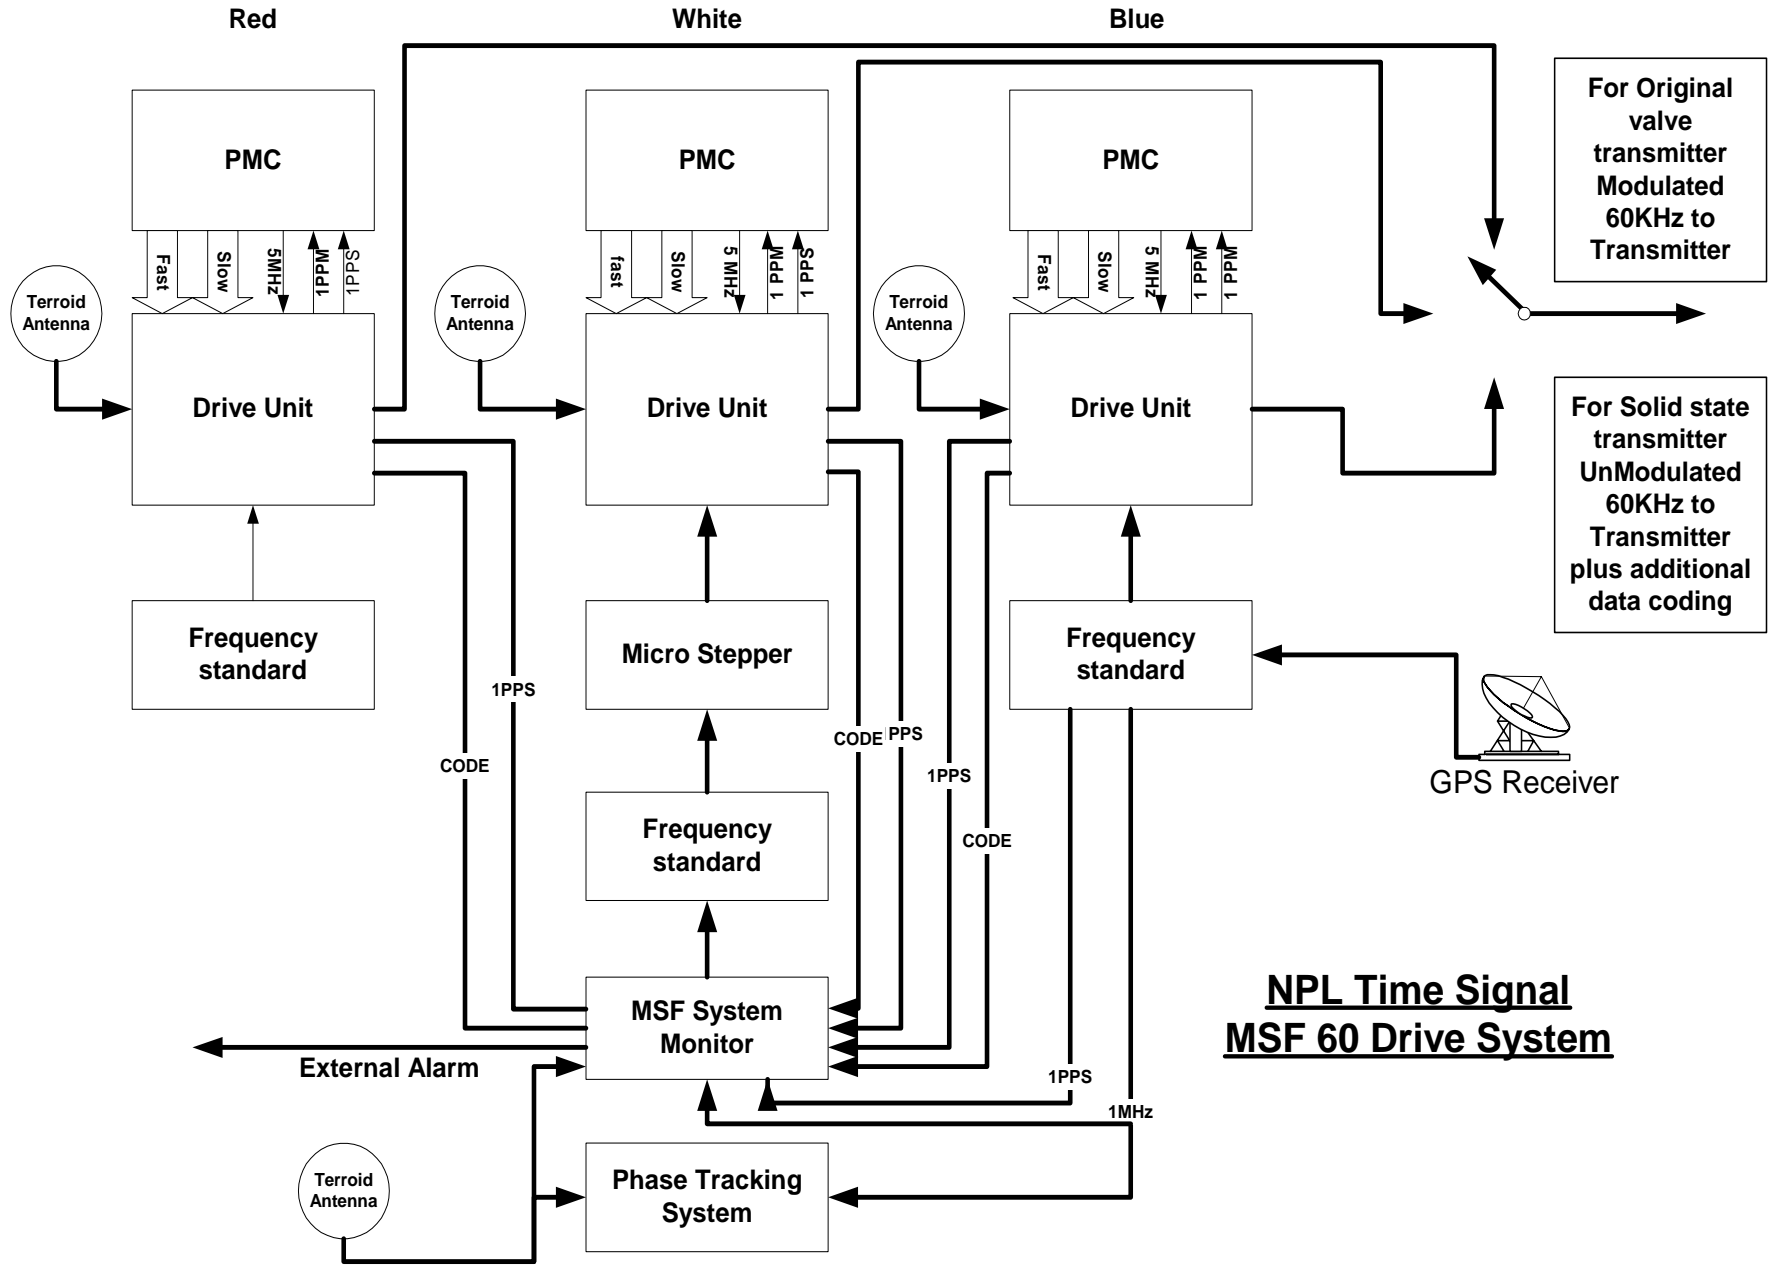 Red
White
Blue
PMC
PMC
PMC
For Original
valve
transmitter
Modulated
60KHz to
Transmitter
Fast
Slow
5MHz
1PPM
1PPS
fast
Slow
5 MHz
1 PPM
1 PPS
Fast
Slow
5 MHz
1 PPM
1 PPM
Terroid
Antenna
Terroid
Antenna
Terroid
Antenna
Drive Unit
Drive Unit
Drive Unit
For Solid state
transmitter
UnModulated
60KHz to
Transmitter
plus additional
data coding
Frequency
standard
Micro Stepper
Frequency
standard
1PPS
CODE
CODE
PPS
1PPS
CODE
GPS Receiver
Frequency
standard
MSF System
Monitor
External Alarm
NPL Time Signal
MSF 60 Drive System
1PPS
1MHz
Terroid
Antenna
Phase Tracking
System